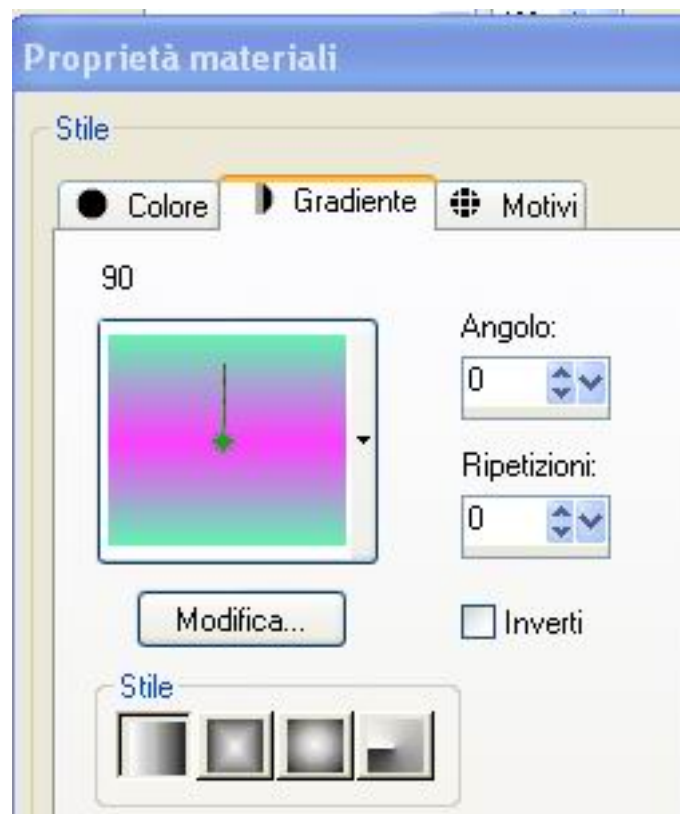 Proprietà materiali
Stile
Colore Gradiente Motivi
90
Angolo:
0
Ripetizioni:
0
Modifica...
Inverti
Stile